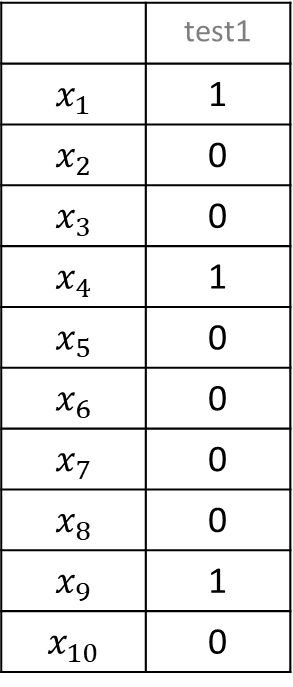 test1
x₁ 1
x₂ 0
x₃ 0
x₄ 1
x₅ 0
x₆ 0
x₇ 0
x₈ 0
x₉ 1
x₁₀ 0